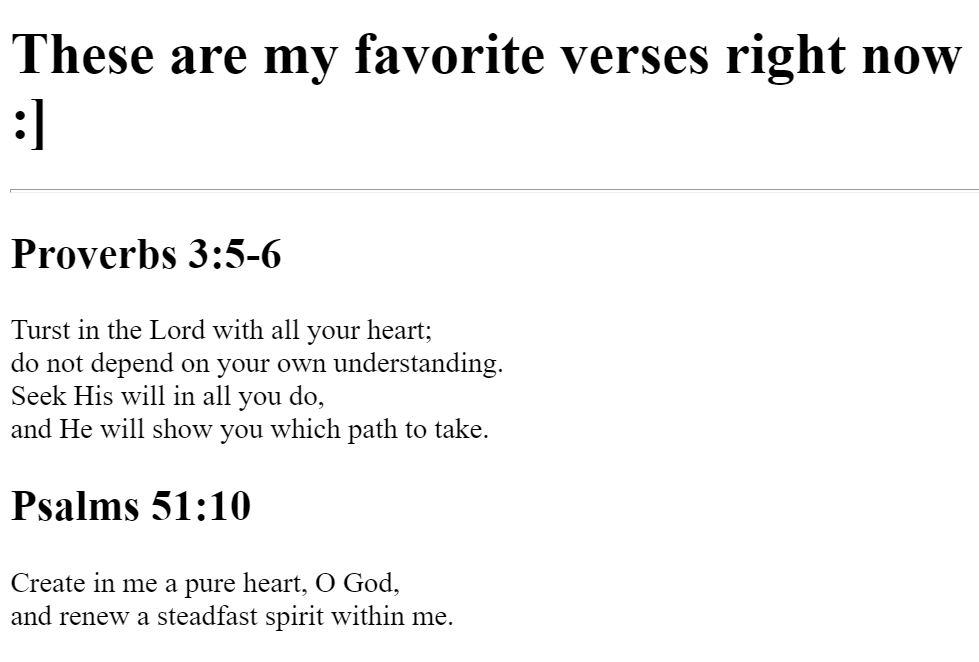 These are my favorite verses right now
:]
Proverbs 3:5-6
Turst in the Lord with all your heart;
do not depend on your own understanding.
Seek His will in all you do,
and He will show you which path to take.
Psalms 51:10
Create in me a pure heart, O God,
and renew a steadfast spirit within me.